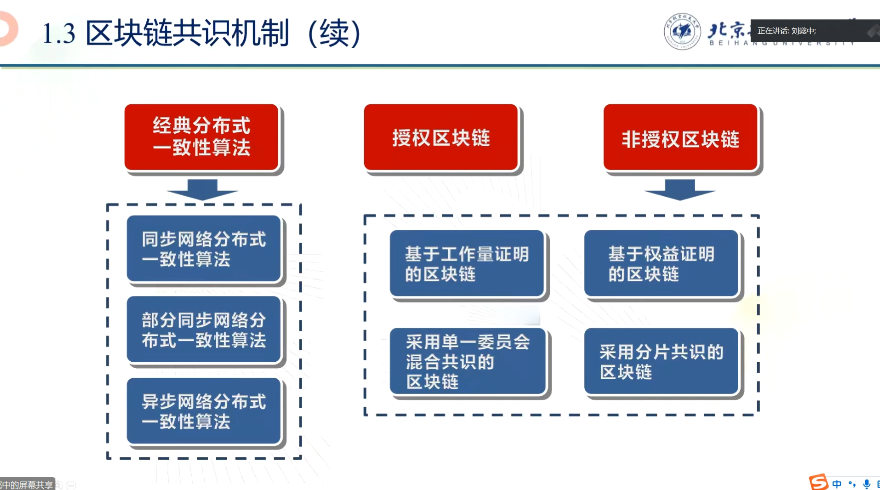 1.3 区块链共识机制（续）
北京
BEIHANG UNIVERSITY
正在讲话: 刘懿中;
经典分布式
一致性算法
授权区块链
非授权区块链
同步网络分布式
一致性算法
部分同步网络分
布式一致性算法
异步网络分布式
一致性算法
基于工作量证明
的区块链
基于权益证明
的区块链
采用单一委员会
混合共识的
区块链
采用分片共识的
区块链
中的屏幕共享
中